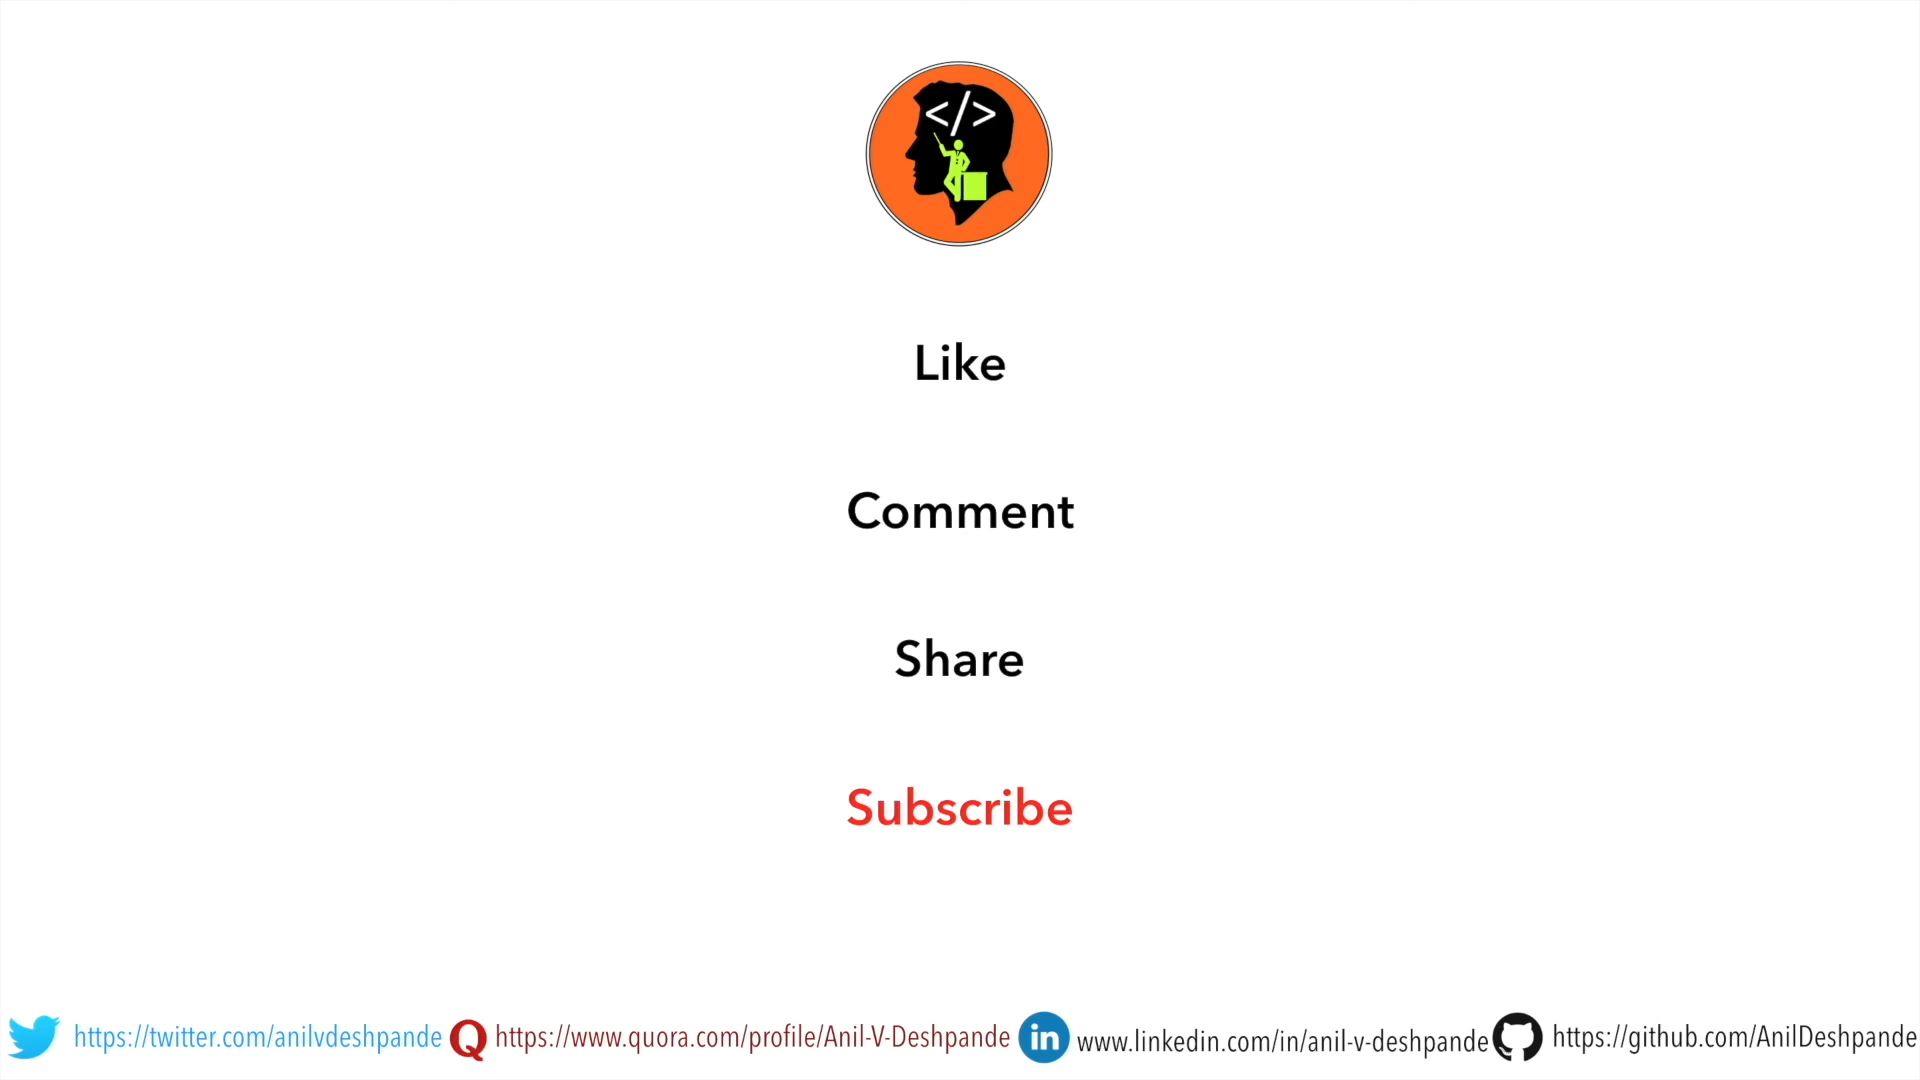 </>
Like
Comment
Share
Subscribe
https://twitter.com/anilvdeshpande
https://www.quora.com/profile/Anil-V-Deshpande
www.linkedin.com/in/anil-v-deshpande
https://github.com/AnilDeshpande